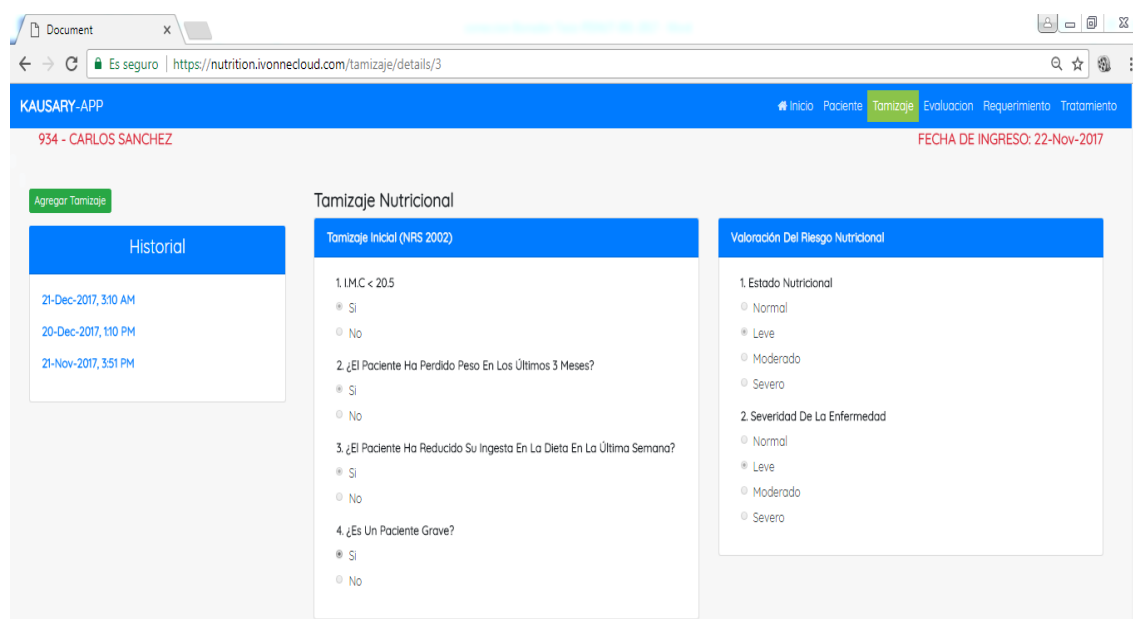 Document
Es seguro | https://nutrition.ivonnecloud.com/tamizaje/details/3
KAUSARY-APP
Inicio Paciente Tamizaje Evaluacion Requerimiento Tratamiento
934 - CARLOS SANCHEZ
FECHA DE INGRESO: 22-Nov-2017
Agregar Tamizaje
Historial
21-Dec-2017, 3:10 AM
20-Dec-2017, 1:10 PM
21-Nov-2017, 3:51 PM
Tamizaje Nutricional
Tamizaje Inicial (NRS 2002)
1. I.M.C < 20.5
Si
No
2. ¿El Paciente Ha Perdido Peso En Los Últimos 3 Meses?
Si
No
3. ¿El Paciente Ha Reducido Su Ingesta En La Dieta En La Última Semana?
Si
No
4. ¿Es Un Paciente Grave?
Si
No
Valoración Del Riesgo Nutricional
1. Estado Nutricional
Normal
Leve
Moderado
Severo
2. Severidad De La Enfermedad
Normal
Leve
Moderado
Severo